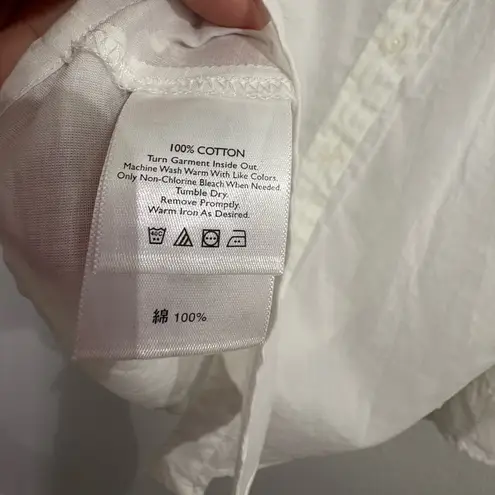 100% COTTON
Turn Garment Inside Out.
Machine Wash Warm With Like Colors.
Only Non-Chlorine Bleach When Needed.
Tumble Dry.
Remove Promptly.
Warm Iron As Desired.
40C
綿 100%